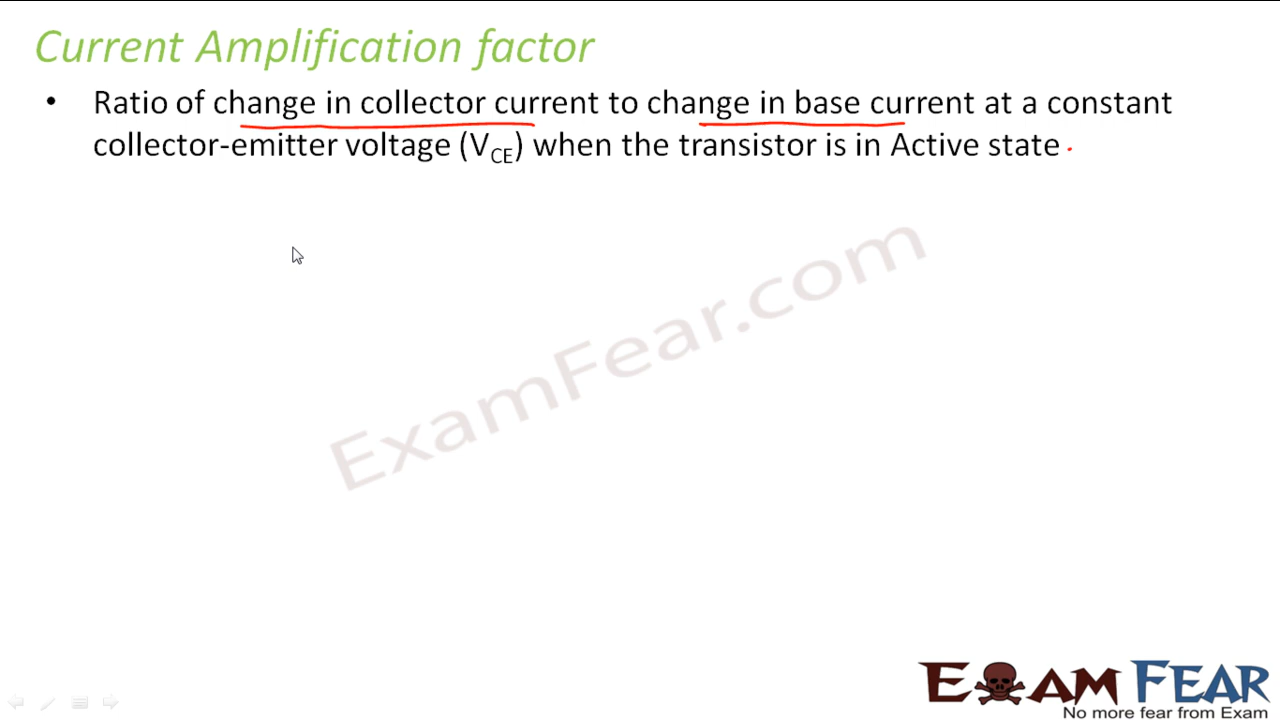 Current Amplification factor
• Ratio of change in collector current to change in base current at a constant
collector-emitter voltage (VCE) when the transistor is in Active state
ExamFear.com
EXAM FEAR
No more fear from Exam